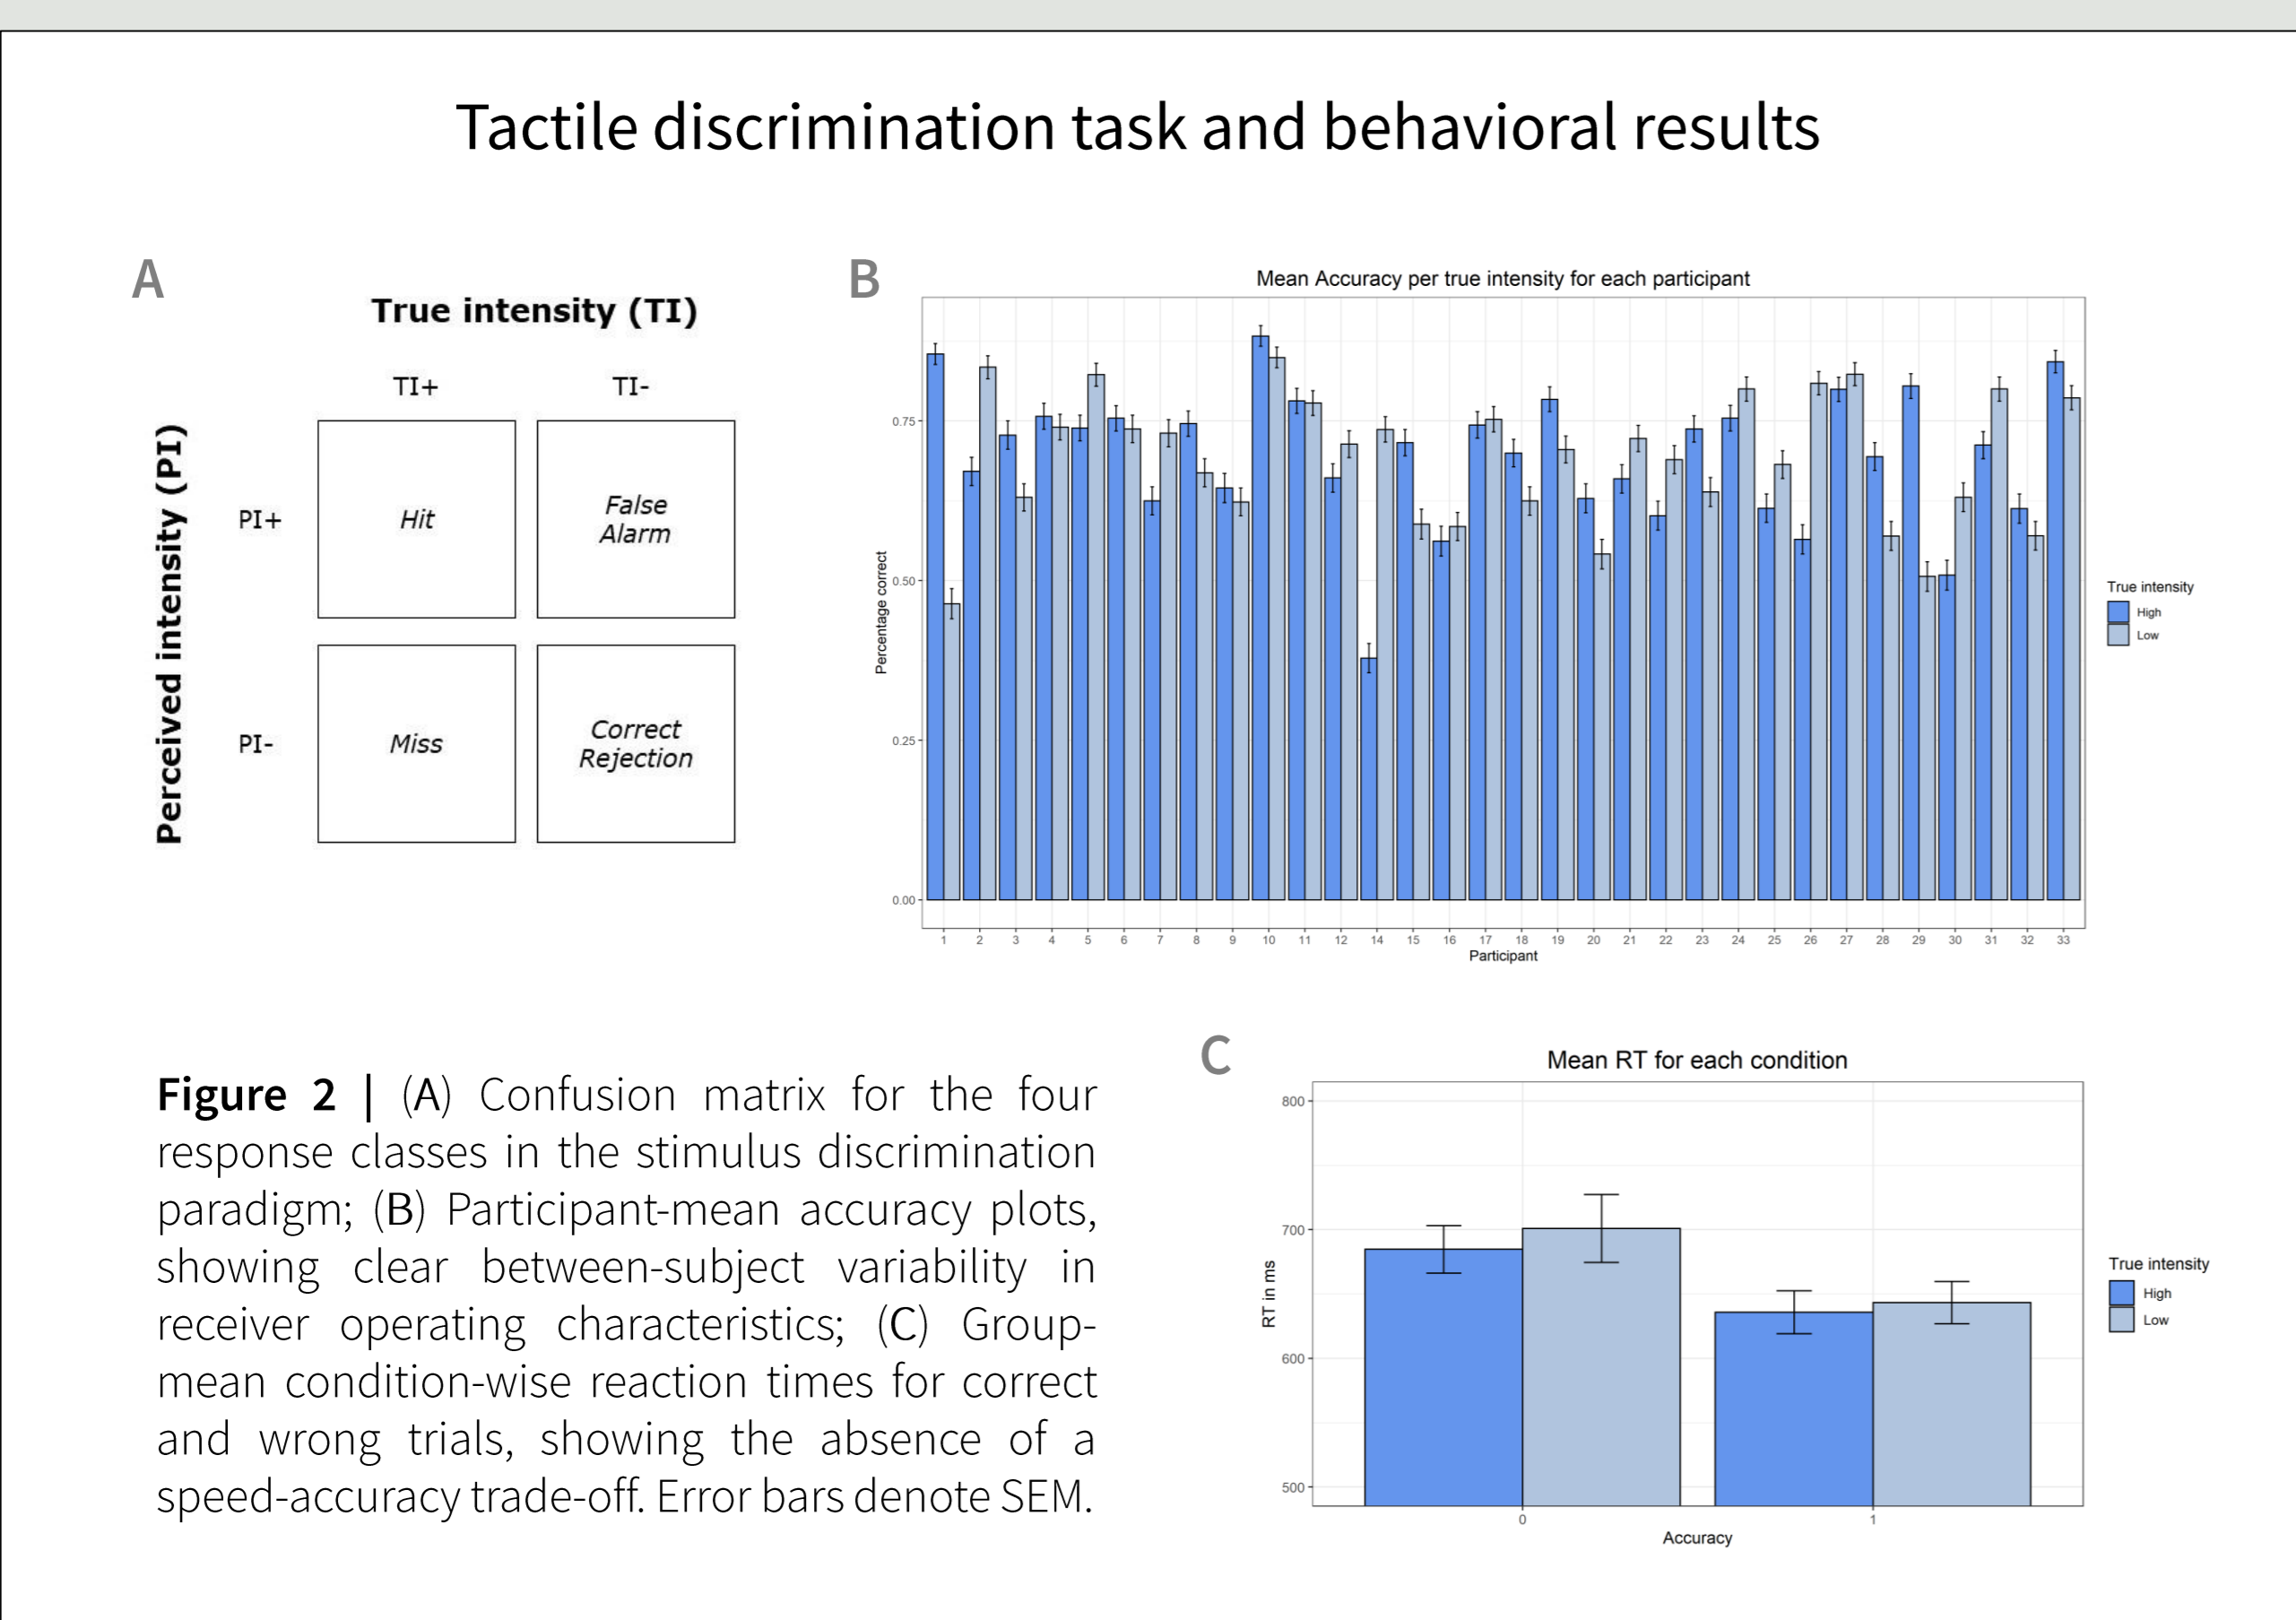 Tactile discrimination task and behavioral results
A
True intensity (TI)
TI+ TI-
Perceived intensity (PI)
PI+
Hit
False
Alarm
PI-
Miss
Correct
Rejection
B
Mean Accuracy per true intensity for each participant
Percentage correct
0.75
0.50
0.25
0.00
1 2 3 4 5 6 7 8 9 10 11 12 14 15 16 17 18 19 20 21 22 23 24 25 26 27 28 29 30 31 32 33
Participant
True intensity
High
Low
Figure 2 | (A) Confusion matrix for the four
response classes in the stimulus discrimination
paradigm; (B) Participant-mean accuracy plots,
showing clear between-subject variability in
receiver operating characteristics; (C) Group-
mean condition-wise reaction times for correct
and wrong trials, showing the absence of a
speed-accuracy trade-off. Error bars denote SEM.
C
Mean RT for each condition
RT in ms
800
700
600
500
0 1
Accuracy
True intensity
High
Low